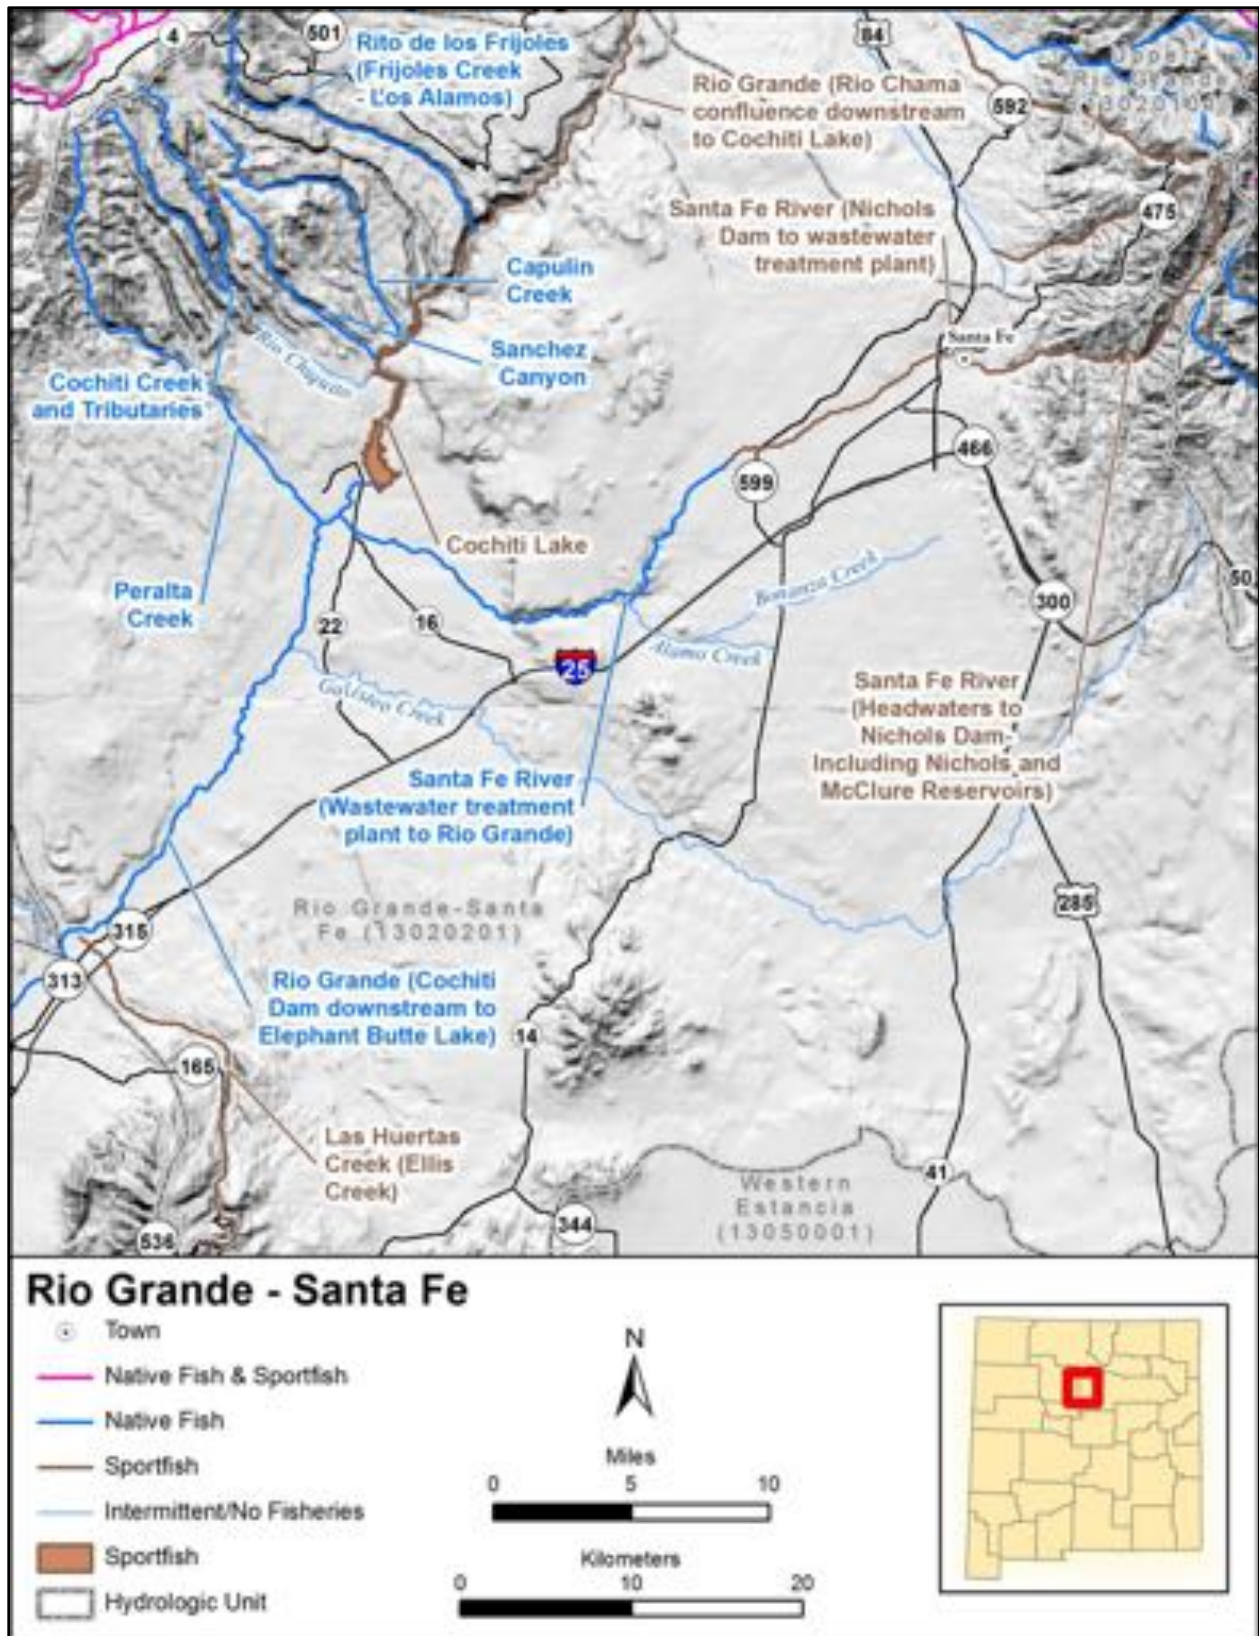 4
501
84
Rito de los Frijoles
(Frijoles Creek
- Los Alamos)
Rio Grande (Rio Chama
confluence downstream
to Cochiti Lake)
592
Santa Fe River (Nichols
Dam to wastewater
treatment plant)
475
Capulin
Creek
Sanchez
Canyon
Santa Fe
Cochiti Creek
and Tributaries
466
599
Cochiti Lake
Peralta
Creek
Bonanza Creek
Alamo Creek
50
300
22
16
25
Galisteo Creek
Santa Fe River
(Headwaters to
Nichols Dam-
Including Nichols and
McClure Reservoirs)
Santa Fe River
(Wastewater treatment
plant to Rio Grande)
285
Rio Grande-Santa
Fe (13020201)
315
313
Rio Grande (Cochiti
Dam downstream to
Elephant Butte Lake)
14
165
Las Huertas
Creek (Ellis
Creek)
41
Western
Estancia
(13050001)
344
536
Rio Grande - Santa Fe
Town
Native Fish & Sportfish
Native Fish
Sportfish
Intermittent/No Fisheries
Sportfish
Hydrologic Unit
N
Miles
0 5 10
Kilometers
0 10 20